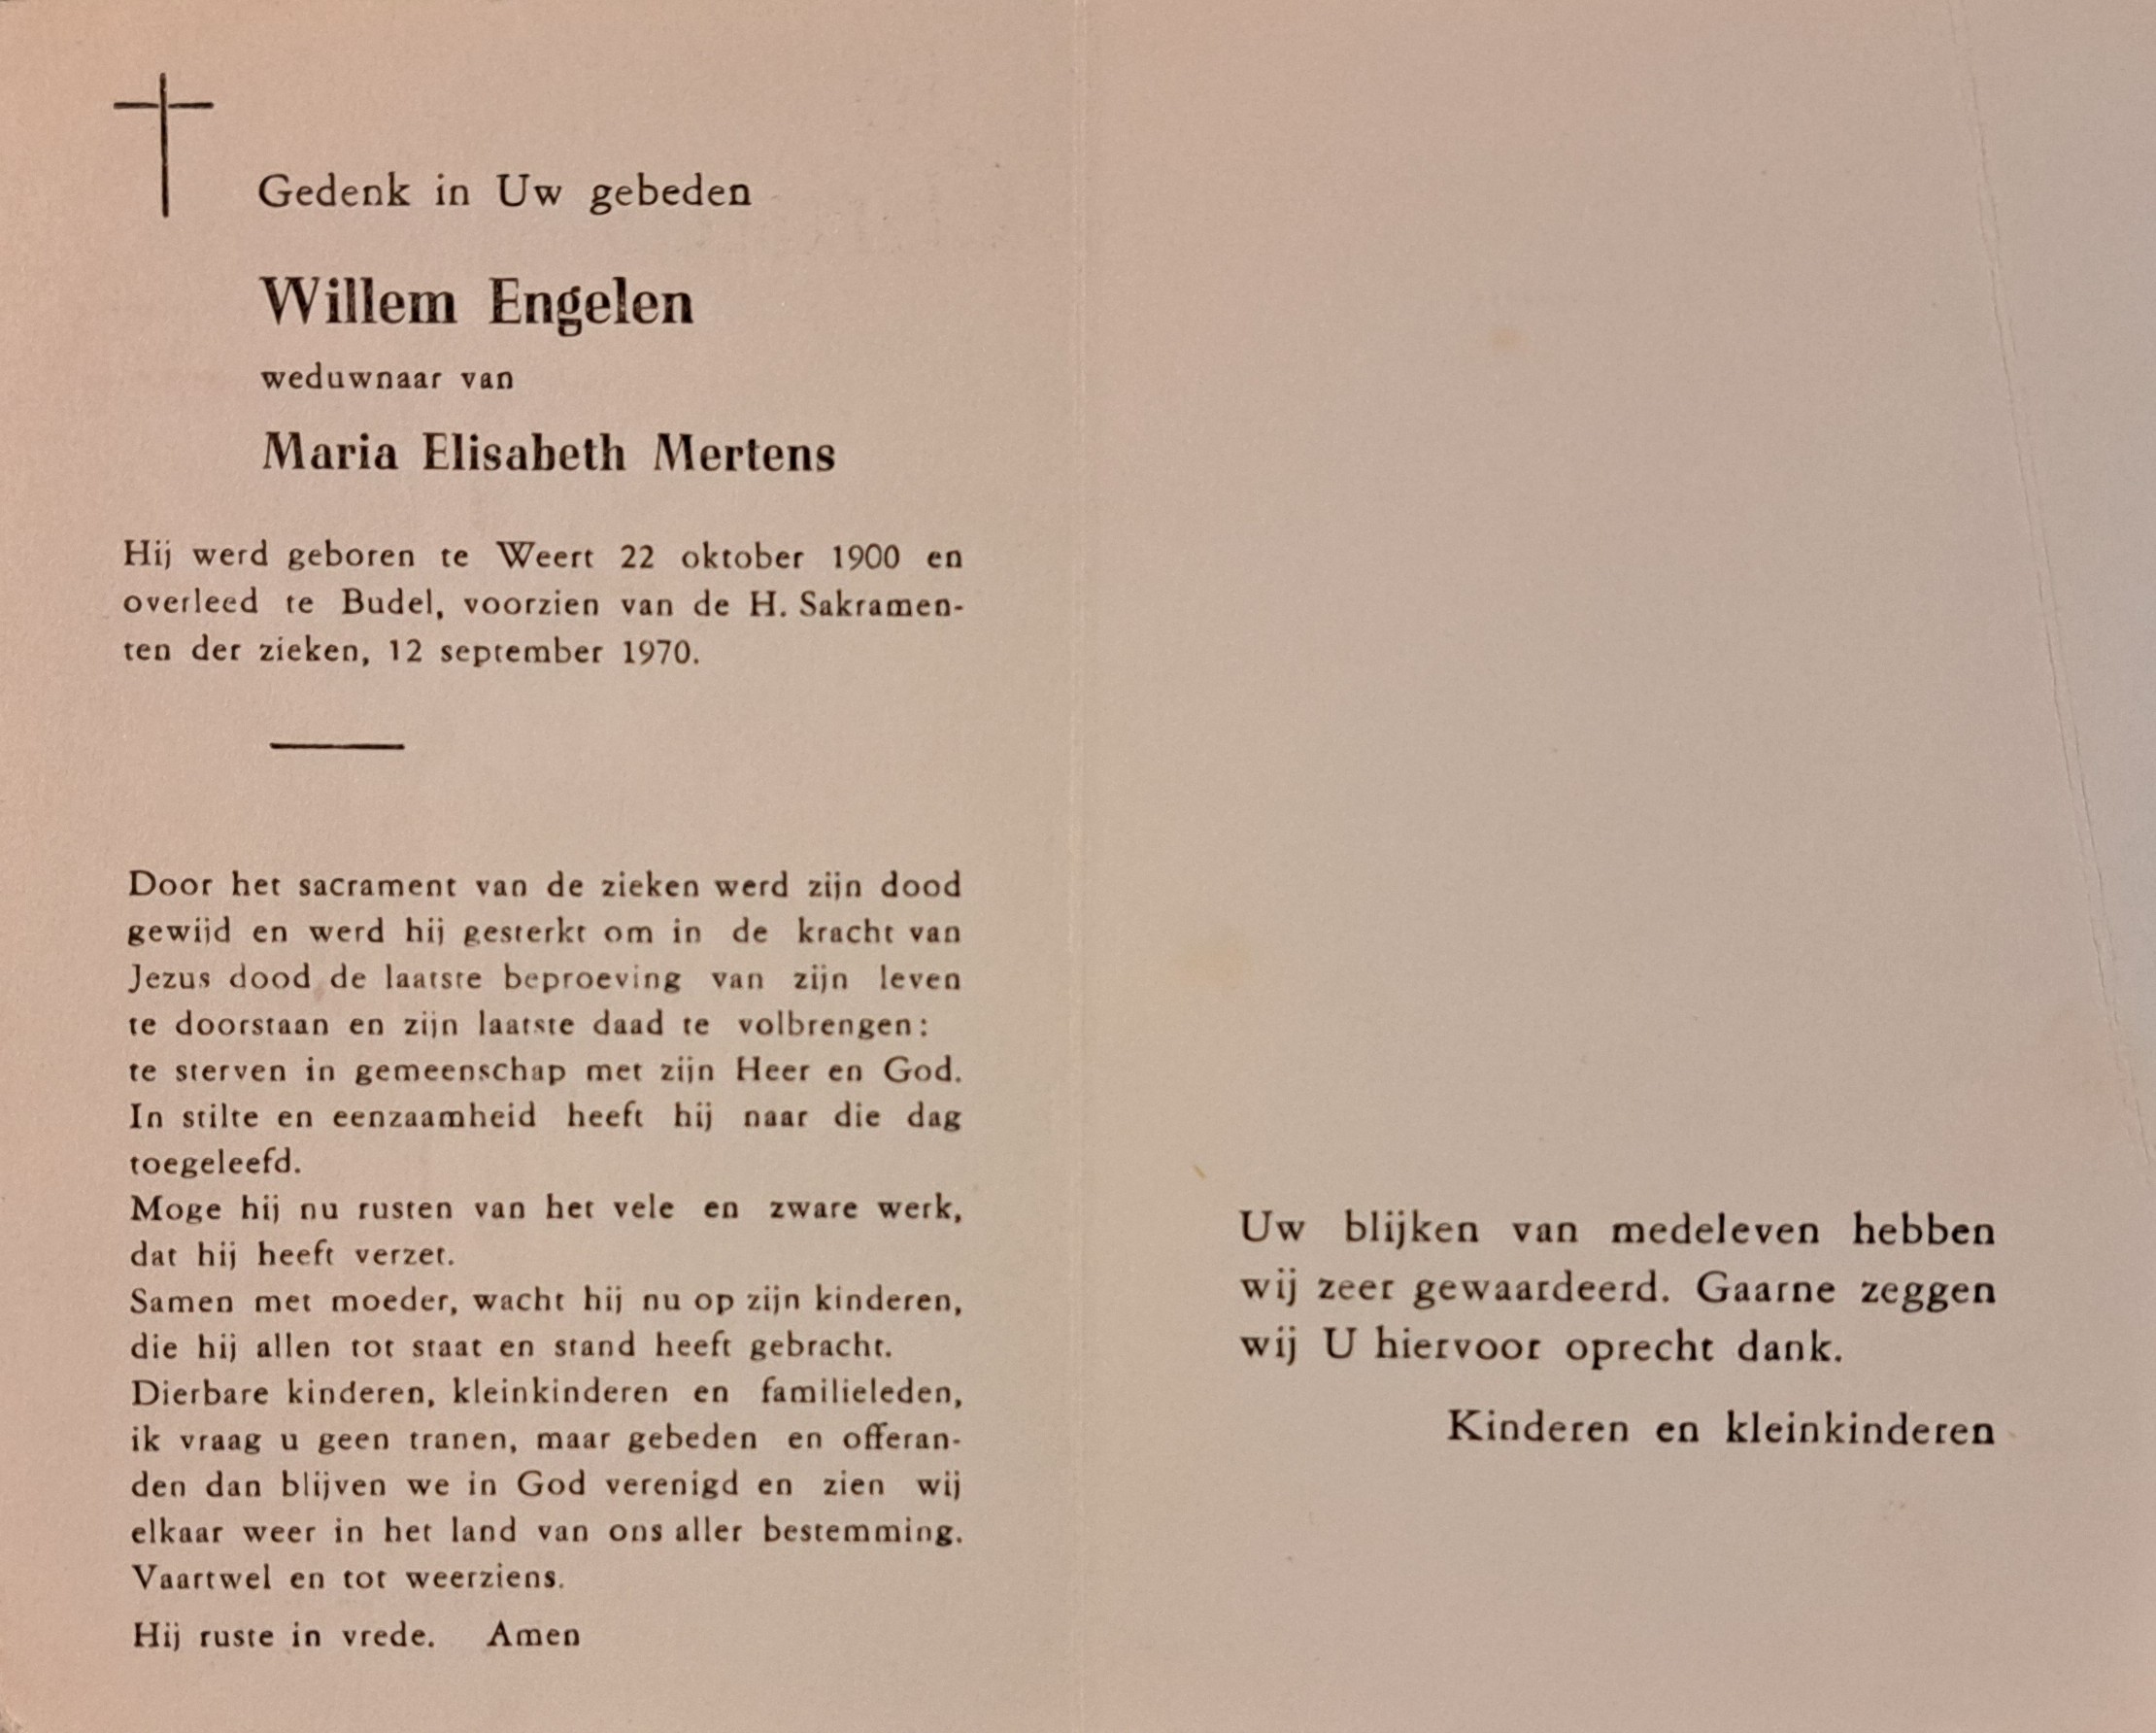 Gedenk in Uw gebeden
Willem Engelen
weduwnaar van
Maria Elisabeth Mertens
Hij werd geboren te Weert 22 oktober 1900 en
overleed te Budel, voorzien van de H. Sakramen-
ten der zieken, 12 september 1970.
Door het sacrament van de zieken werd zijn dood
gewijd en werd hij gesterkt om in de kracht van
Jezus dood de laatste beproeving van zijn leven
te doorstaan en zijn laatste daad te volbrengen:
te sterven in gemeenschap met zijn Heer en God.
In stilte en eenzaamheid heeft hij naar die dag
toegeleefd.
Moge hij nu rusten van het vele en zware werk,
dat hij heeft verzet.
Samen met moeder, wacht hij nu op zijn kinderen,
die hij allen tot staat en stand heeft gebracht.
Dierbare kinderen, kleinkinderen en familieleden,
ik vraag u geen tranen, maar gebeden en offeran-
den dan blijven we in God verenigd en zien wij
elkaar weer in het land van ons aller bestemming.
Vaartwel en tot weerziens.
Hij ruste in vrede. Amen
Uw blijken van medeleven hebben
wij zeer gewaardeerd. Gaarne zeggen
wij U hiervoor oprecht dank.
Kinderen en kleinkinderen